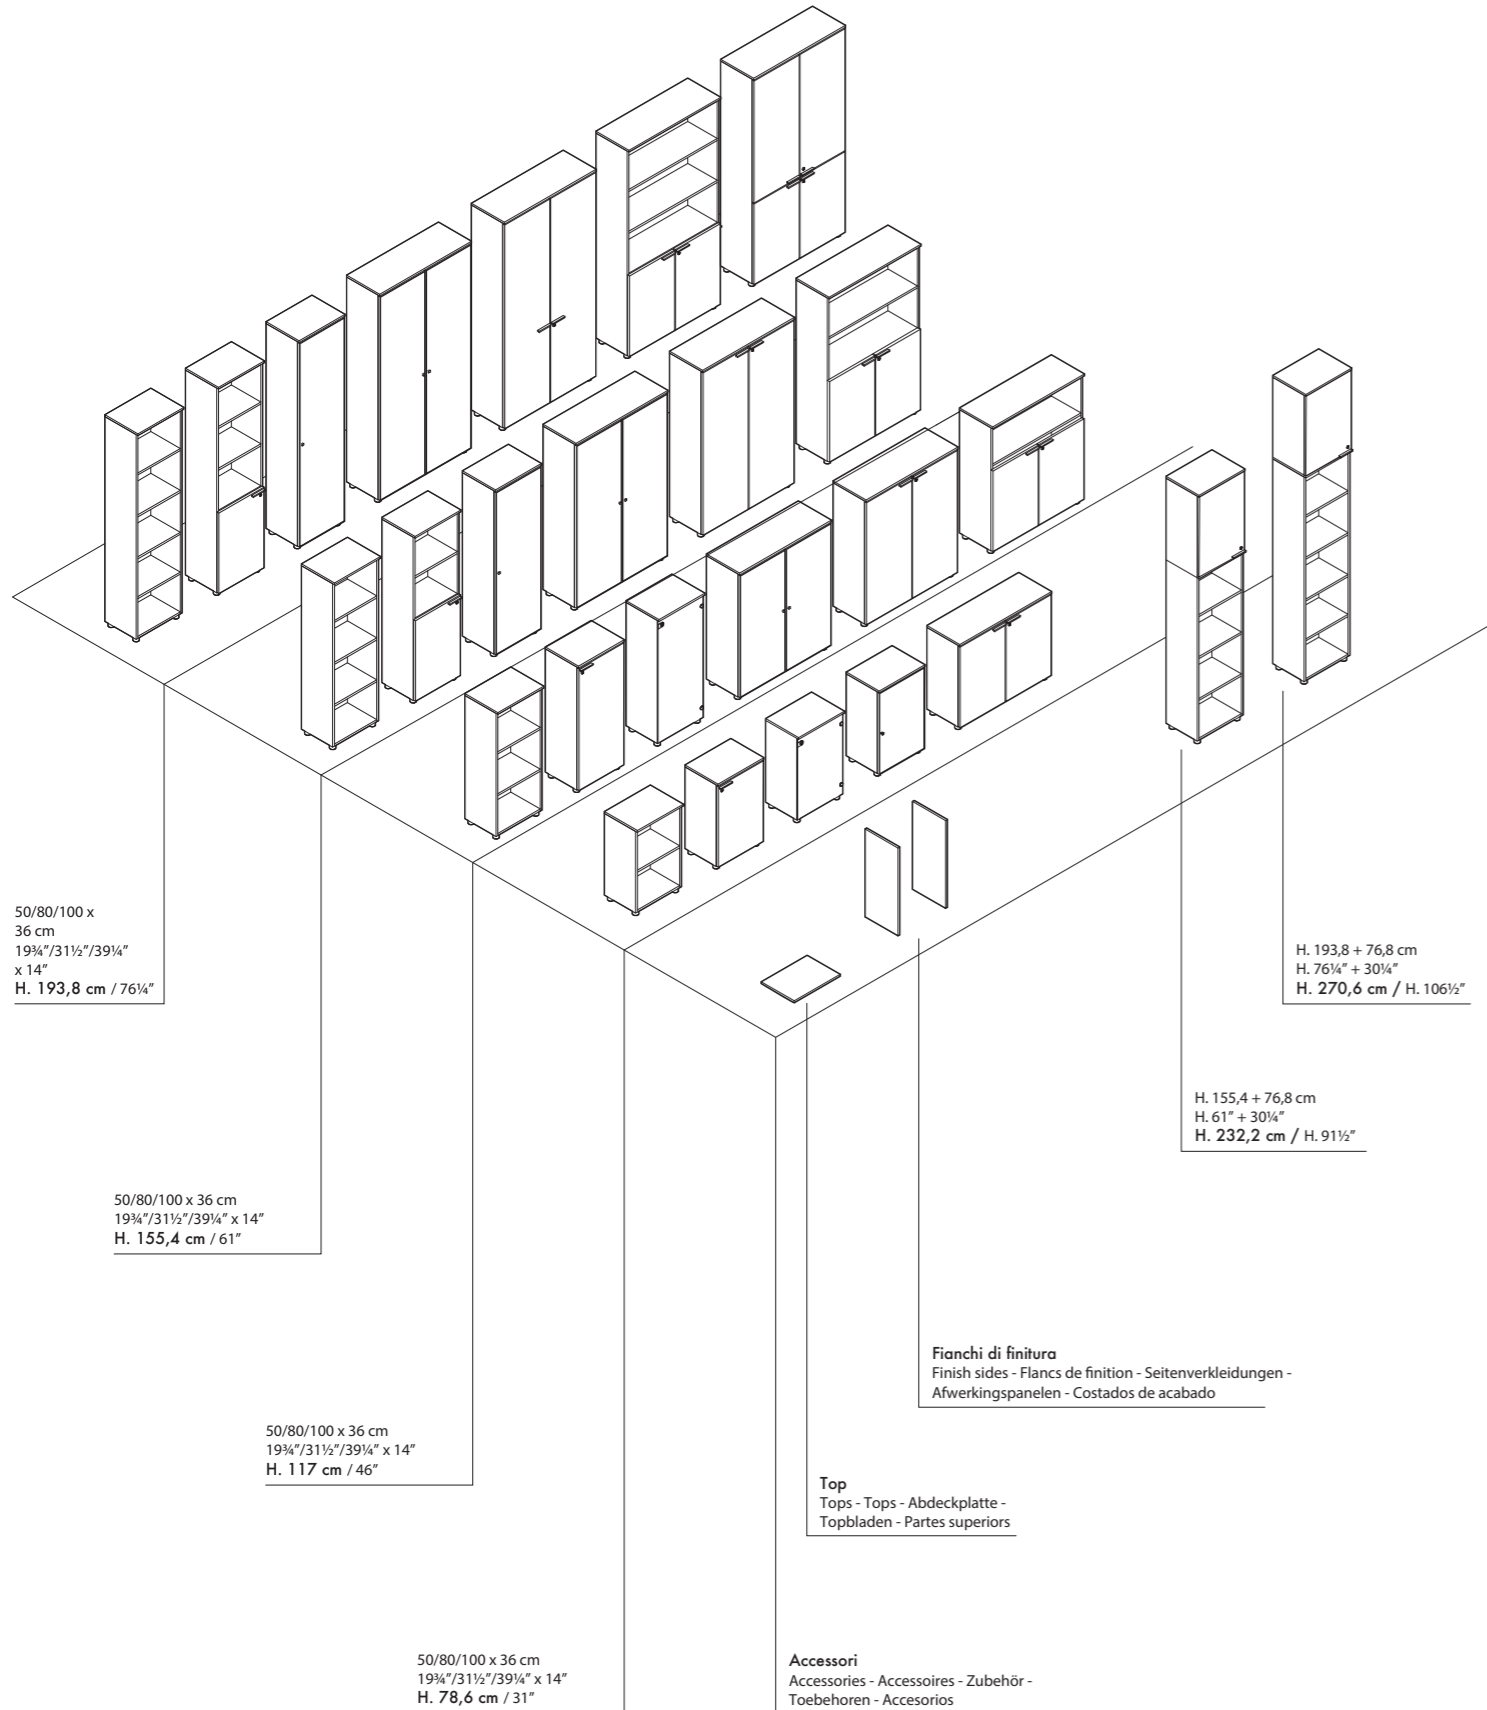 50/80/100 x
36 cm
19¾”/31½”/39¼”
x 14”
H. 193,8 cm / 76¼”
H. 193,8 + 76,8 cm
H. 76¼” + 30¼”
H. 270,6 cm / H. 106½”
H. 155,4 + 76,8 cm
H. 61” + 30¼”
H. 232,2 cm / H. 91½”
50/80/100 x 36 cm
19¾”/31½”/39¼” x 14”
H. 155,4 cm / 61”
Fianchi di finitura
Finish sides - Flancs de finition - Seitenverkleidungen -
Afwerkingspanelen - Costados de acabado
50/80/100 x 36 cm
19¾”/31½”/39¼” x 14”
H. 117 cm / 46”
Top
Tops - Tops - Abdeckplatte -
Topbladen - Partes superiors
50/80/100 x 36 cm
19¾”/31½”/39¼” x 14”
H. 78,6 cm / 31”
Accessori
Accessories - Accessoires - Zubehör -
Toebehoren - Accesorios